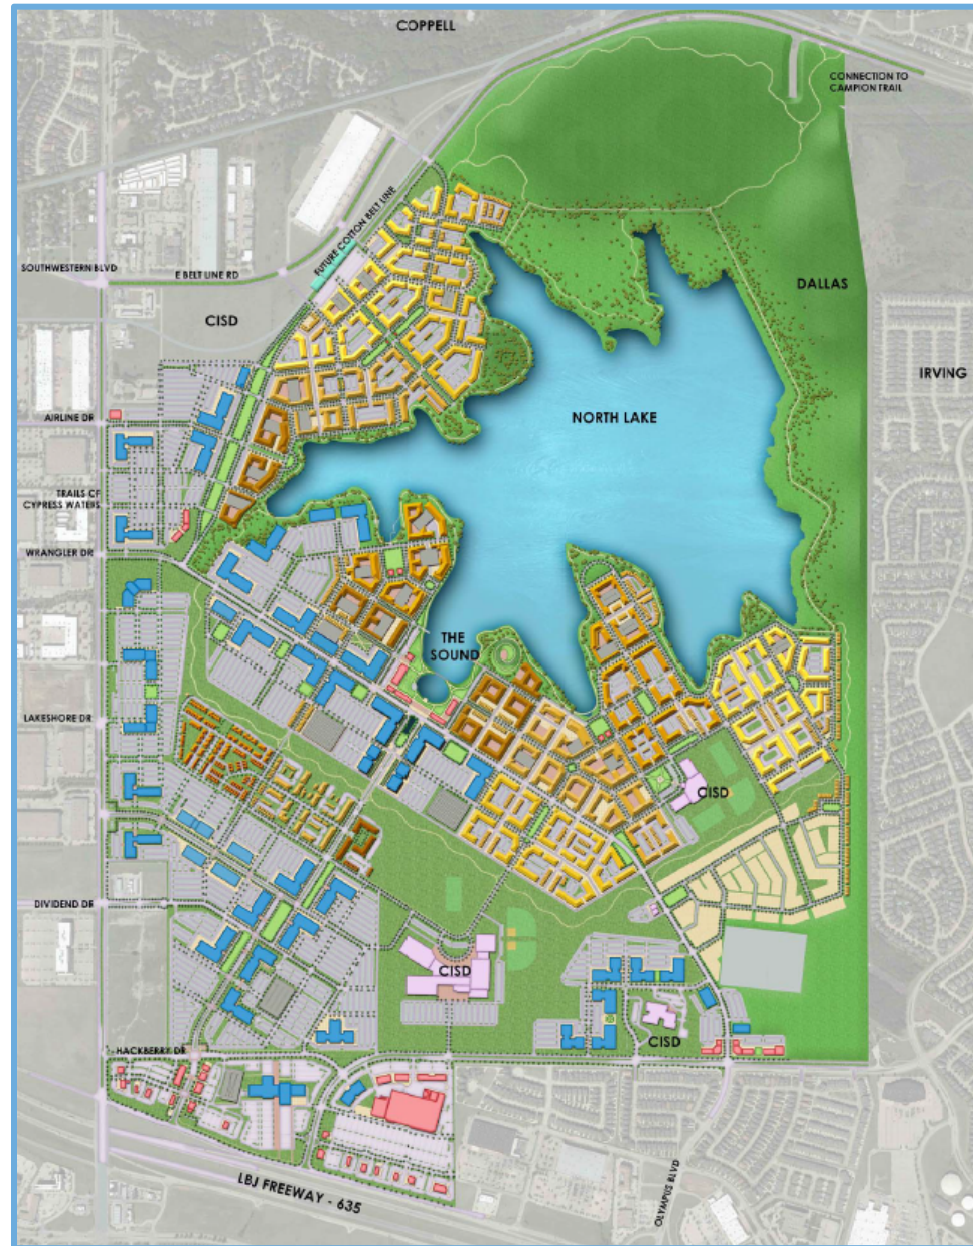 COPPELL
CONNECTION TO
CAMPION TRAIL
FUTURE COTTON BELT LINE
SOUTHWESTERN BLVD
E BELT LINE RD
DALLAS
CISD
IRVING
AIRLINE DR
NORTH LAKE
TRAILS OF
CYPRESS WATERS
WRANGLER DR
THE
SOUND
LAKESHORE DR
CISD
DIVIDEND DR
CISD
CISD
HACKBERRY DR
LBJ FREEWAY - 635
OLYMPUS BLVD